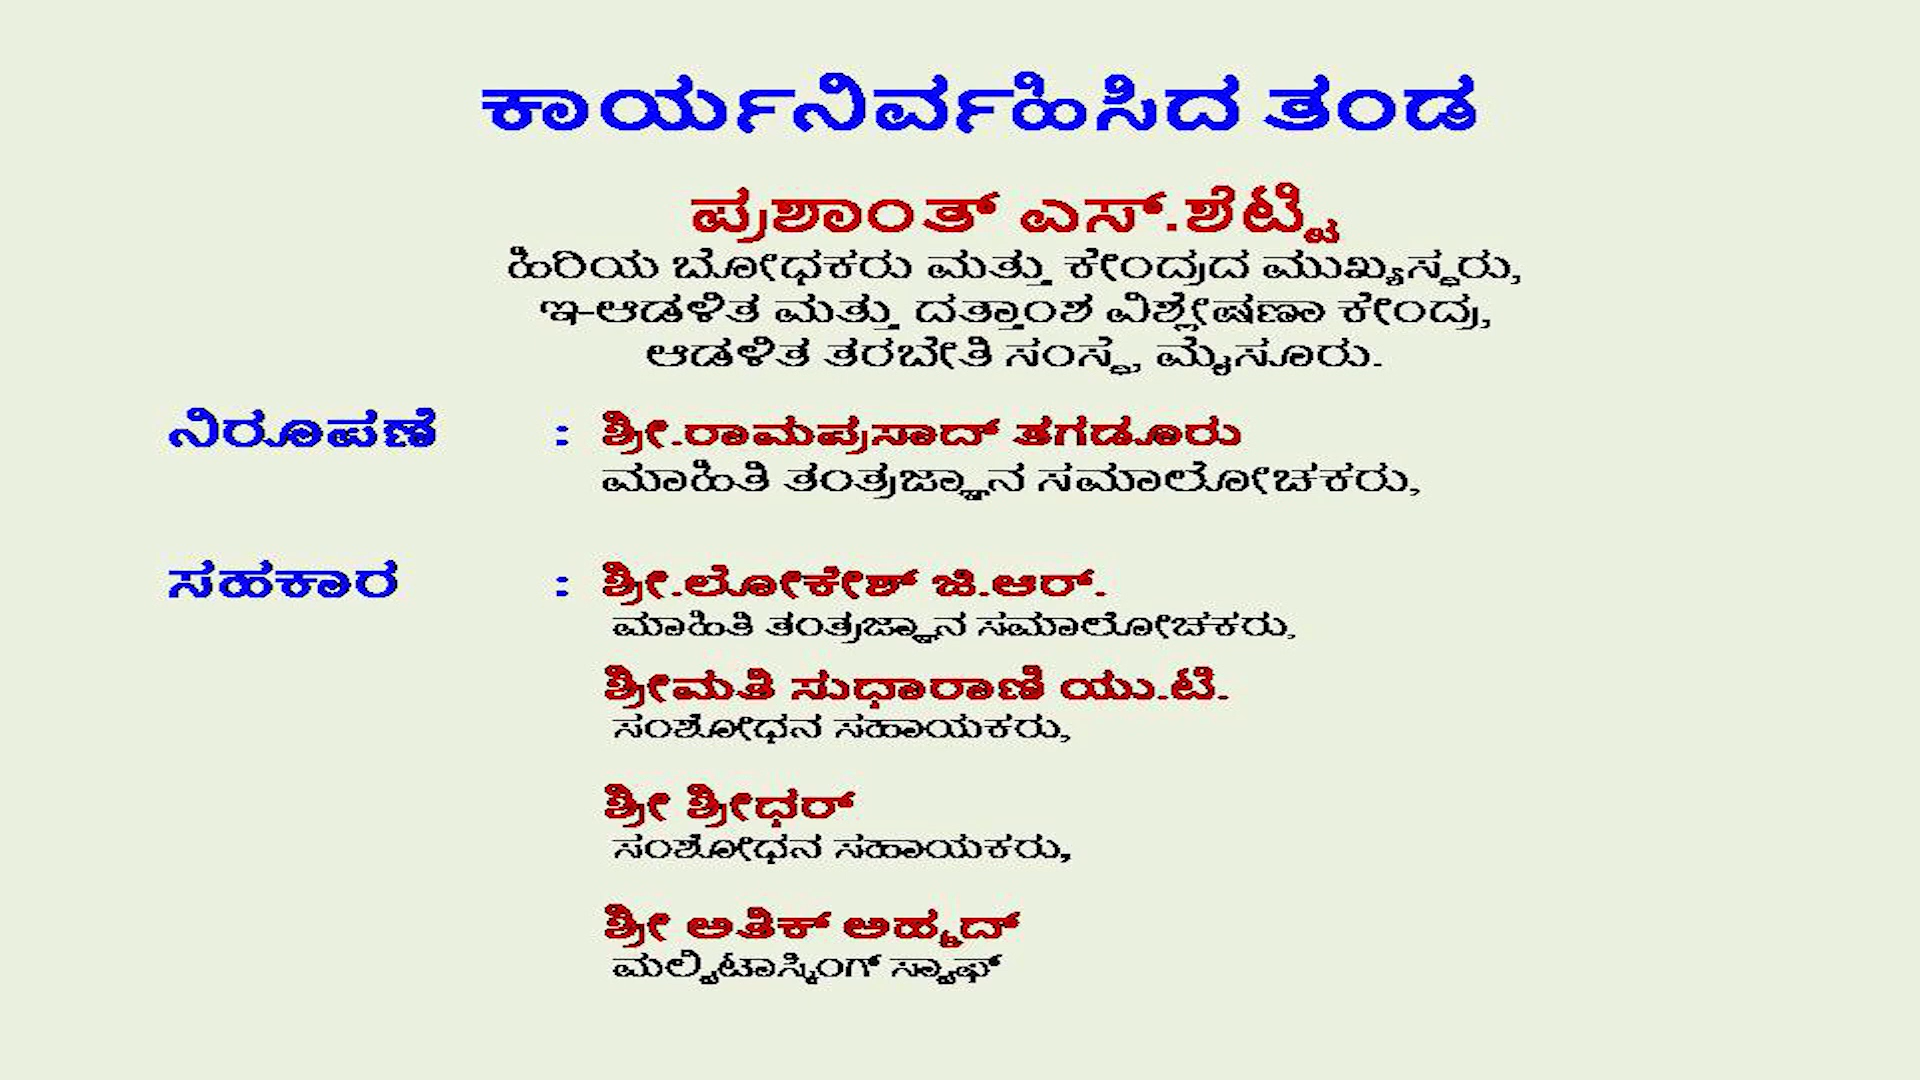 ಕಾರ್ಯನಿರ್ವಹಿಸಿದ ತಂಡ
ಪ್ರಶಾಂತ್ ಎಸ್.ಶೆಟ್ಟಿ
ಹಿರಿಯ ಬೋಧಕರು ಮತ್ತು ಕೇಂದ್ರದ ಮುಖ್ಯಸ್ಥರು,
ಇ-ಆಡಳಿತ ಮತ್ತು ದತ್ತಾಂಶ ವಿಶ್ಲೇಷಣಾ ಕೇಂದ್ರ,
ಆಡಳಿತ ತರಬೇತಿ ಸಂಸ್ಥೆ, ಮೈಸೂರು.
ನಿರೂಪಣೆ : ಶ್ರೀ.ರಾಮಪ್ರಸಾದ್ ತಗಡೂರು
ಮಾಹಿತಿ ತಂತ್ರಜ್ಞಾನ ಸಮಾಲೋಚಕರು,
ಸಹಕಾರ : ಶ್ರೀ.ಲೋಕೇಶ್ ಜಿ.ಆರ್.
ಮಾಹಿತಿ ತಂತ್ರಜ್ಞಾನ ಸಮಾಲೋಚಕರು,
ಶ್ರೀಮತಿ ಸುಧಾರಾಣಿ ಯು.ಟಿ.
ಸಂಶೋಧನ ಸಹಾಯಕರು,
ಶ್ರೀ ಶ್ರೀಧರ್
ಸಂಶೋಧನ ಸಹಾಯಕರು,
ಶ್ರೀ ಅತಿಕ್ ಅಹ್ಮದ್
ಮಲ್ಟಿಟಾಸ್ಕಿಂಗ್ ಸ್ಟಾಫ್